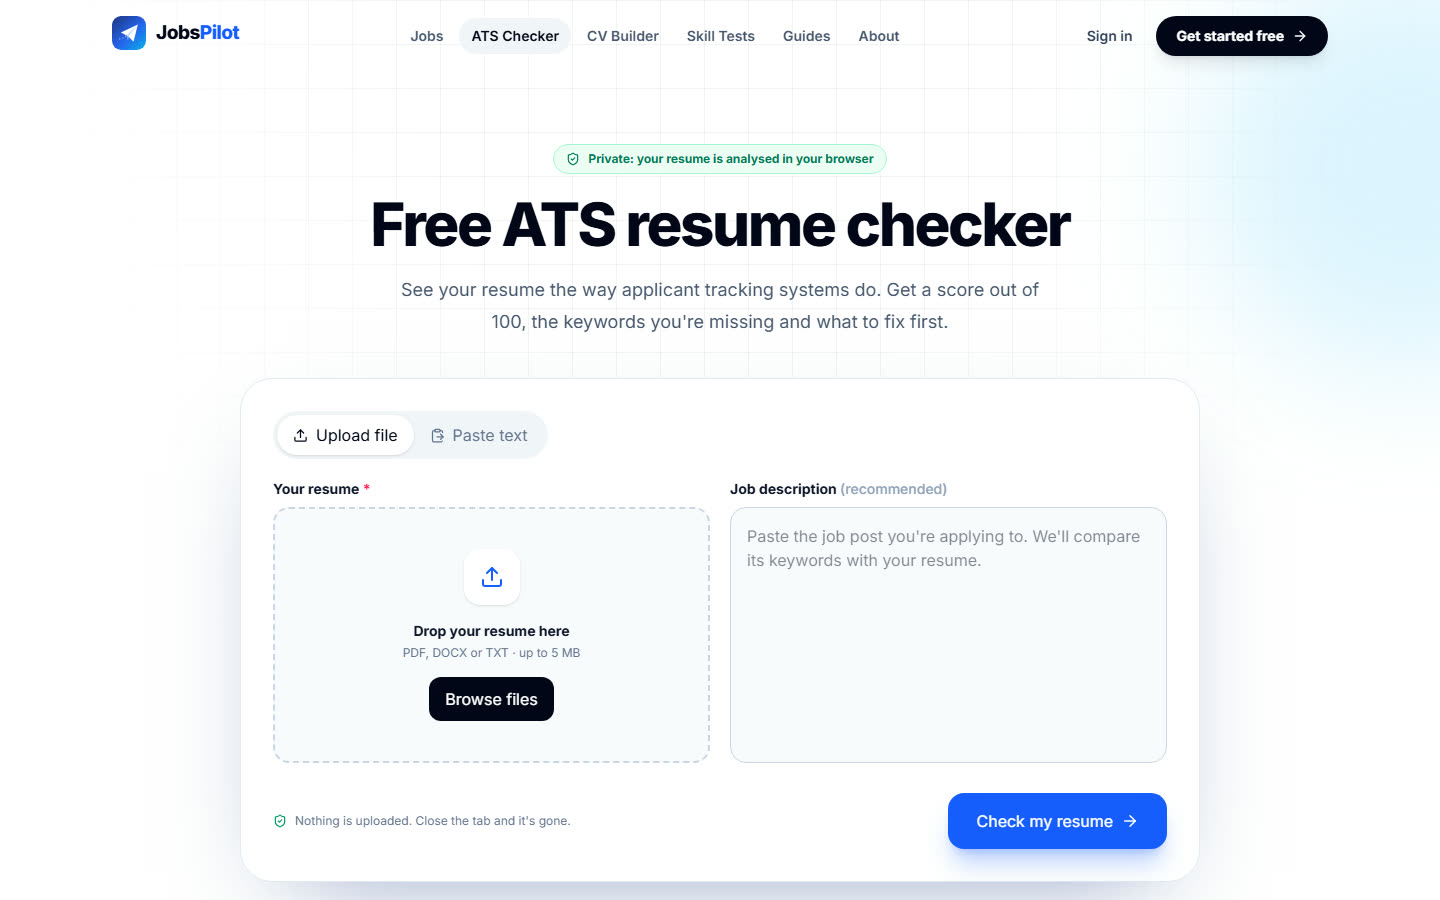 JobsPilot
Jobs
ATS Checker
CV Builder
Skill Tests
Guides
About
Sign in
Get started free
Private: your resume is analysed in your browser
Free ATS resume checker
See your resume the way applicant tracking systems do. Get a score out of
100, the keywords you're missing and what to fix first.
Upload file
Paste text
Your resume *
Drop your resume here
PDF, DOCX or TXT · up to 5 MB
Browse files
Job description (recommended)
Paste the job post you're applying to. We'll compare
its keywords with your resume.
Nothing is uploaded. Close the tab and it's gone.
Check my resume